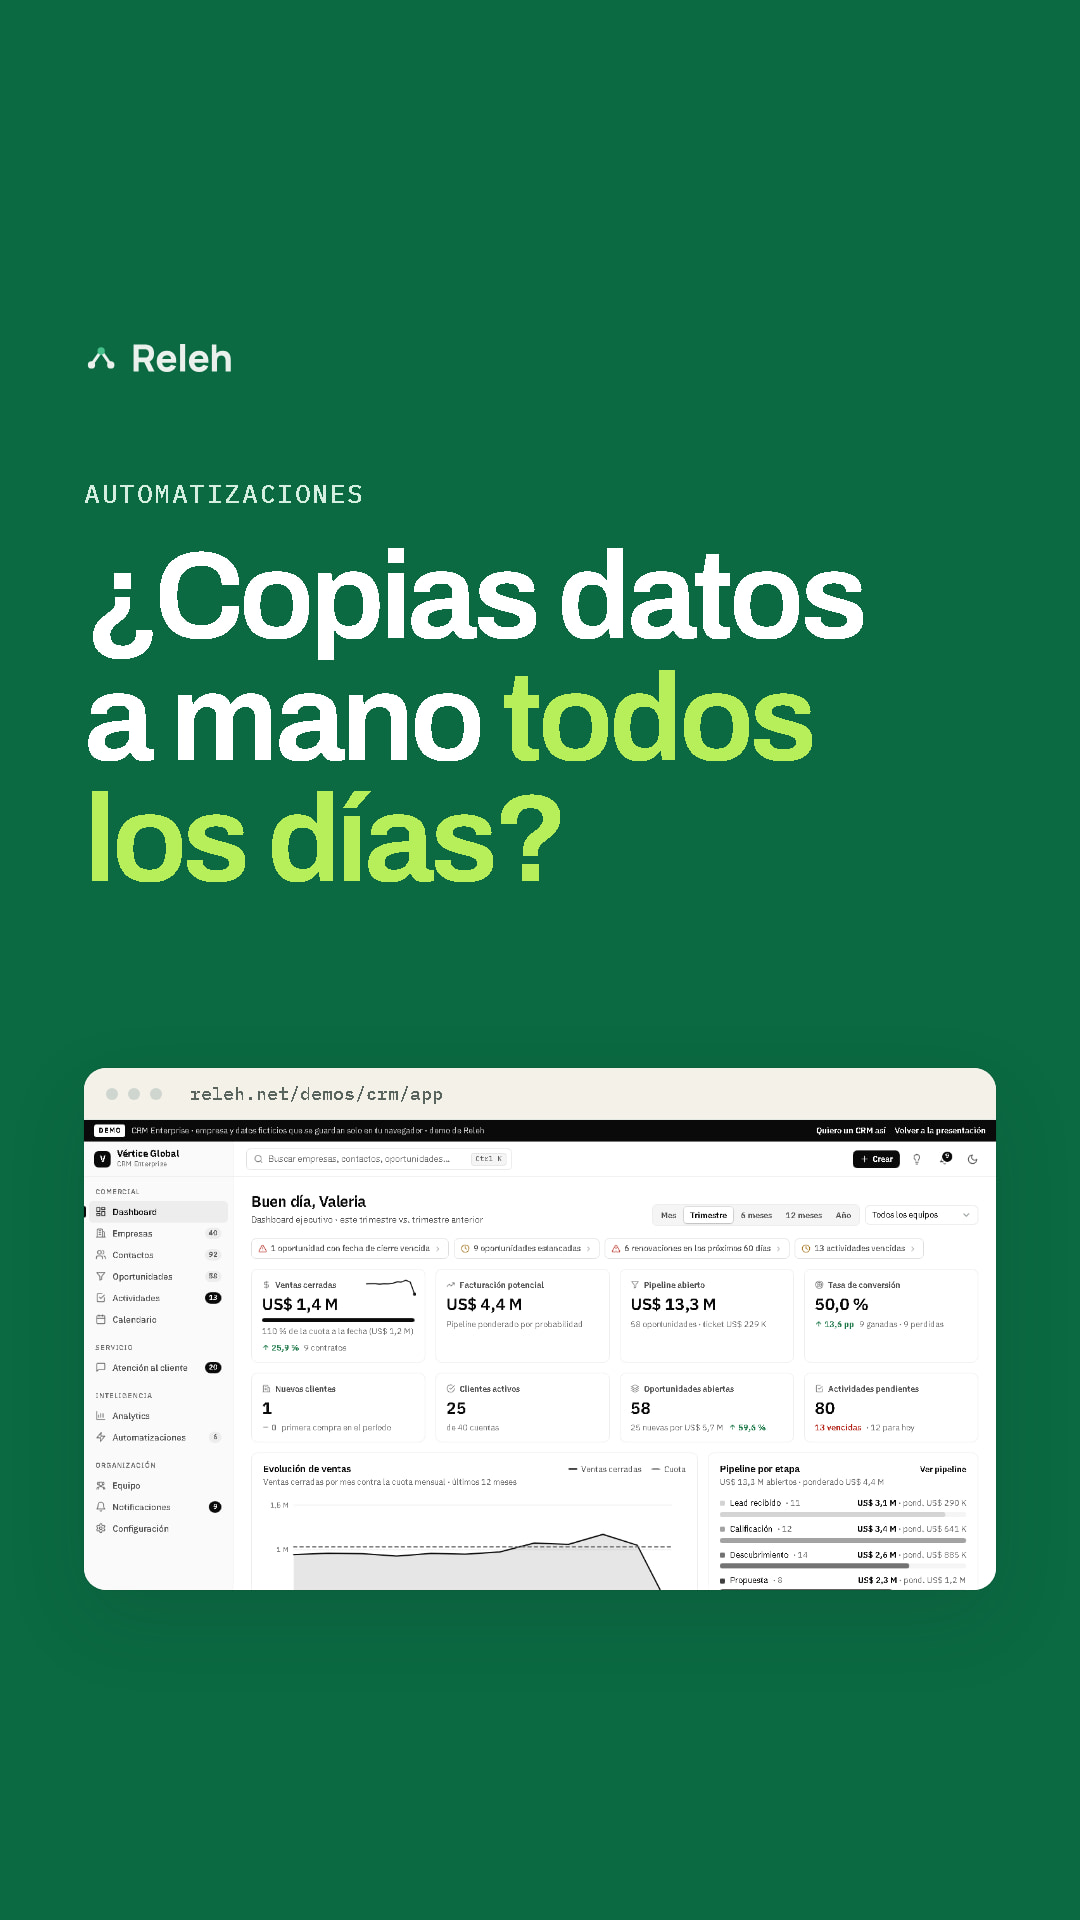 Releh
AUTOMATIZACIONES
¿Copias datos
a mano todos
los días?
releh.net/demos/crm/app
DEMO CRM Enterprise · empresa y datos ficticios que se guardan solo en tu navegador · demo de Releh
Quiero un CRM así Volver a la presentación
V Vértice Global
CRM Enterprise
Buscar empresas, contactos, oportunidades... Ctrl K
+ Crear
9
COMERCIAL
Dashboard
Empresas 40
Contactos 92
Oportunidades 58
Actividades 13
Calendario
SERVICIO
Atención al cliente 20
INTELIGENCIA
Analytics
Automatizaciones 6
ORGANIZACIÓN
Equipo
Notificaciones 9
Configuración
Buen día, Valeria
Dashboard ejecutivo · este trimestre vs. trimestre anterior
Mes Trimestre 6 meses 12 meses Año
Todos los equipos
1 oportunidad con fecha de cierre vencida
9 oportunidades estancadas
6 renovaciones en los próximos 60 días
13 actividades vencidas
Ventas cerradas
US$ 1,4 M
110 % de la cuota a la fecha (US$ 1,2 M)
↑ 25,9 % 9 contratos
Facturación potencial
US$ 4,4 M
Pipeline ponderado por probabilidad
Pipeline abierto
US$ 13,3 M
58 oportunidades · ticket US$ 229 K
Tasa de conversión
50,0 %
↑ 13,6 pp 9 ganadas · 9 perdidas
Nuevos clientes
1
– 0 primera compra en el período
Clientes activos
25
de 40 cuentas
Oportunidades abiertas
58
25 nuevas por US$ 5,7 M ↑ 59,6 %
Actividades pendientes
80
13 vencidas · 12 para hoy
Evolución de ventas
Ventas cerradas por mes contra la cuota mensual · últimos 12 meses
Ventas cerradas Cuota
1,5 M
1 M
Pipeline por etapa Ver pipeline
US$ 13,3 M abiertos · ponderado US$ 4,4 M
Lead recibido · 11 US$ 3,1 M · pond. US$ 290 K
Calificación · 12 US$ 3,4 M · pond. US$ 641 K
Descubrimiento · 14 US$ 2,6 M · pond. US$ 885 K
Propuesta · 8 US$ 2,3 M · pond. US$ 1,2 M